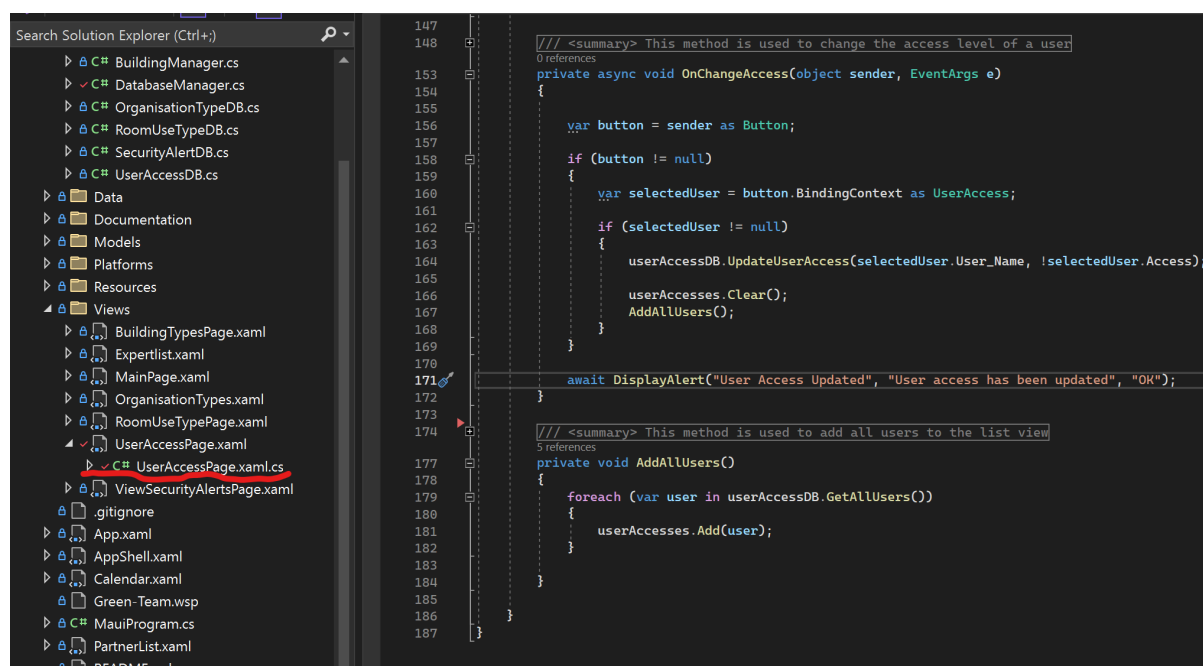 Search Solution Explorer (Ctrl+;)
C# BuildingManager.cs
C# DatabaseManager.cs
C# OrganisationTypeDB.cs
C# RoomUseTypeDB.cs
C# SecurityAlertDB.cs
C# UserAccessDB.cs
Data
Documentation
Models
Platforms
Resources
Views
BuildingTypesPage.xaml
Expertlist.xaml
MainPage.xaml
OrganisationTypes.xaml
RoomUseTypePage.xaml
UserAccessPage.xaml
C# UserAccessPage.xaml.cs
ViewSecurityAlertsPage.xaml
.gitignore
App.xaml
AppShell.xaml
Calendar.xaml
Green-Team.wsp
C# MauiProgram.cs
PartnerList.xaml
147
148 /// <summary> This method is used to change the access level of a user
0 references
153 private async void OnChangeAccess(object sender, EventArgs e)
154 {
155
156 var button = sender as Button;
157
158 if (button != null)
159 {
160 var selectedUser = button.BindingContext as UserAccess;
161
162 if (selectedUser != null)
163 {
164 userAccessDB.UpdateUserAccess(selectedUser.User_Name, !selectedUser.Access);
165
166 userAccesses.Clear();
167 AddAllUsers();
168 }
169 }
170
171 await DisplayAlert("User Access Updated", "User access has been updated", "OK");
172 }
173
174 /// <summary> This method is used to add all users to the list view
5 references
177 private void AddAllUsers()
178 {
179 foreach (var user in userAccessDB.GetAllUsers())
180 {
181 userAccesses.Add(user);
182 }
183
184 }
185
186 }
187 }